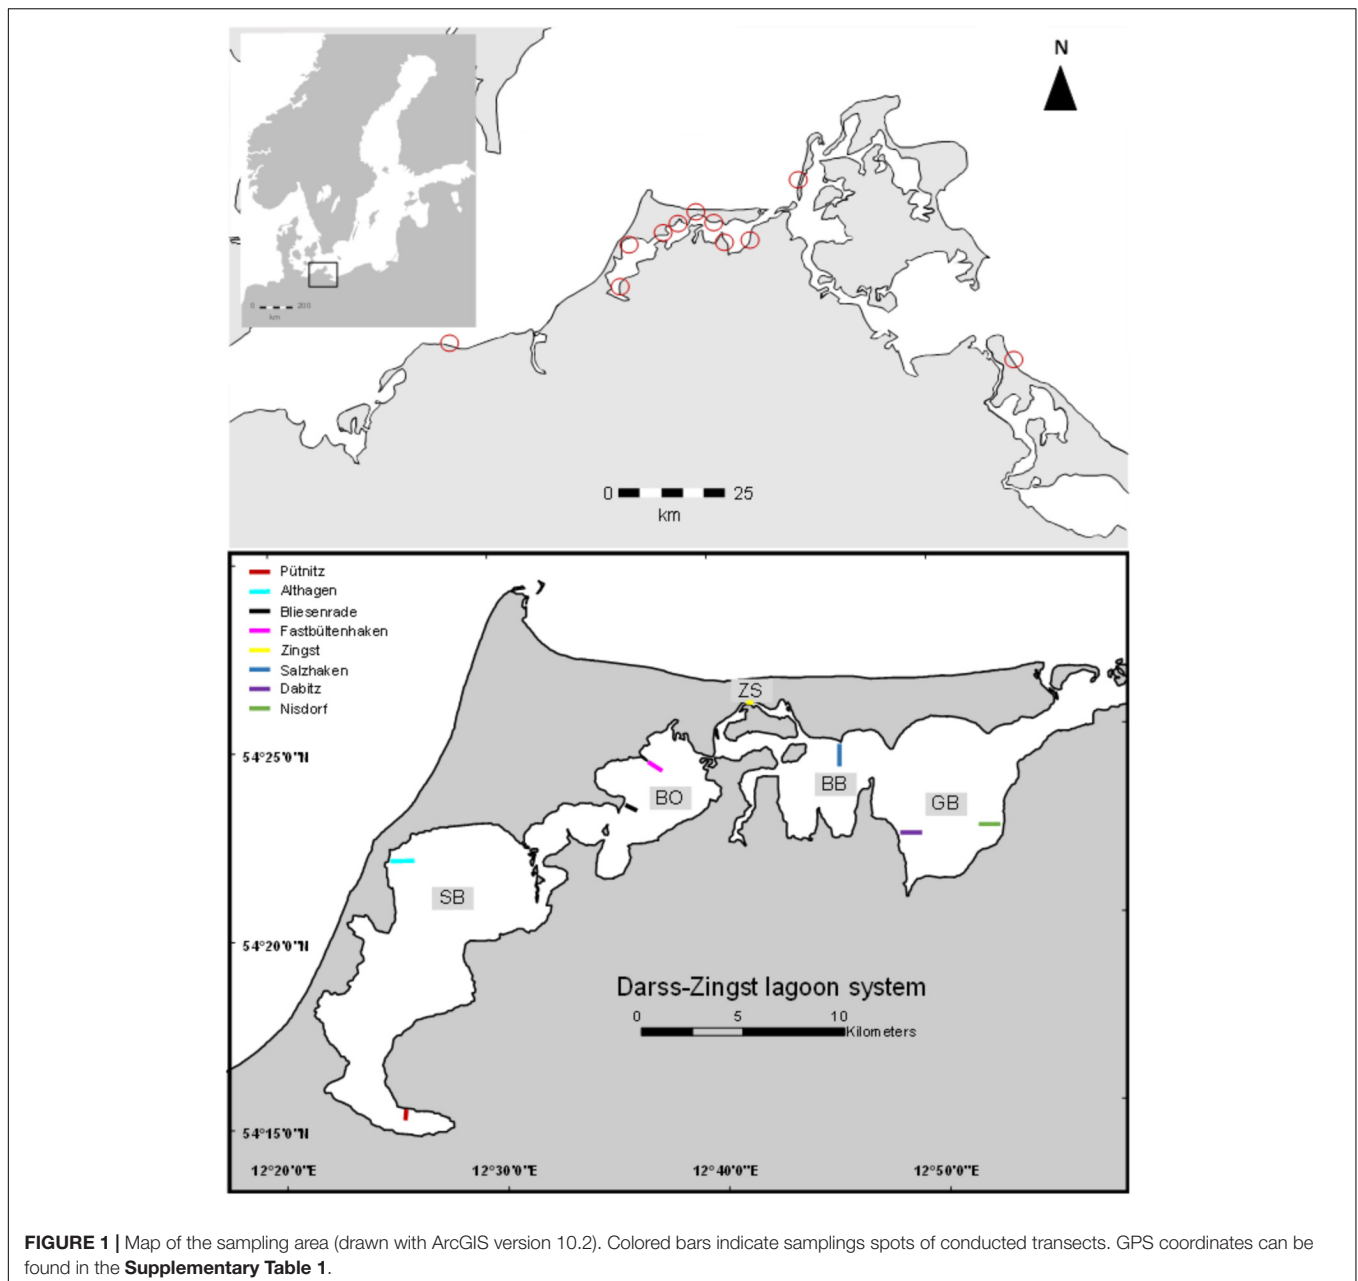 N
0 200
km
0 25
km
Pütnitz
Althagen
Bliesenrade
Fastbültenhaken
Zingst
Salzhaken
Dabitz
Nisdorf
ZS
54°25'0"N
BO
BB
GB
SB
54°20'0"N
Darss-Zingst lagoon system
0 5 10
Kilometers
54°15'0"N
12°20'0"E 12°30'0"E 12°40'0"E 12°50'0"E
FIGURE 1 | Map of the sampling area (drawn with ArcGIS version 10.2). Colored bars indicate samplings spots of conducted transects. GPS coordinates can be
found in the Supplementary Table 1.